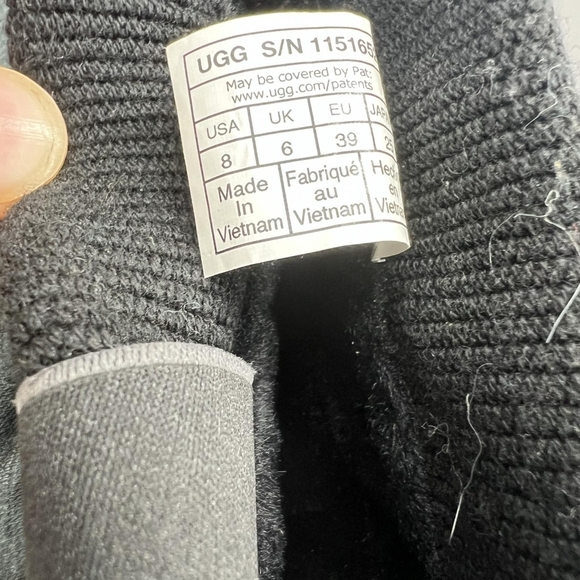 UGG S/N 115165
May be covered by Pat:
www.ugg.com/patents
USA UK EU
8 6 39
Made Fabriqué
In au en
Vietnam Vietnam